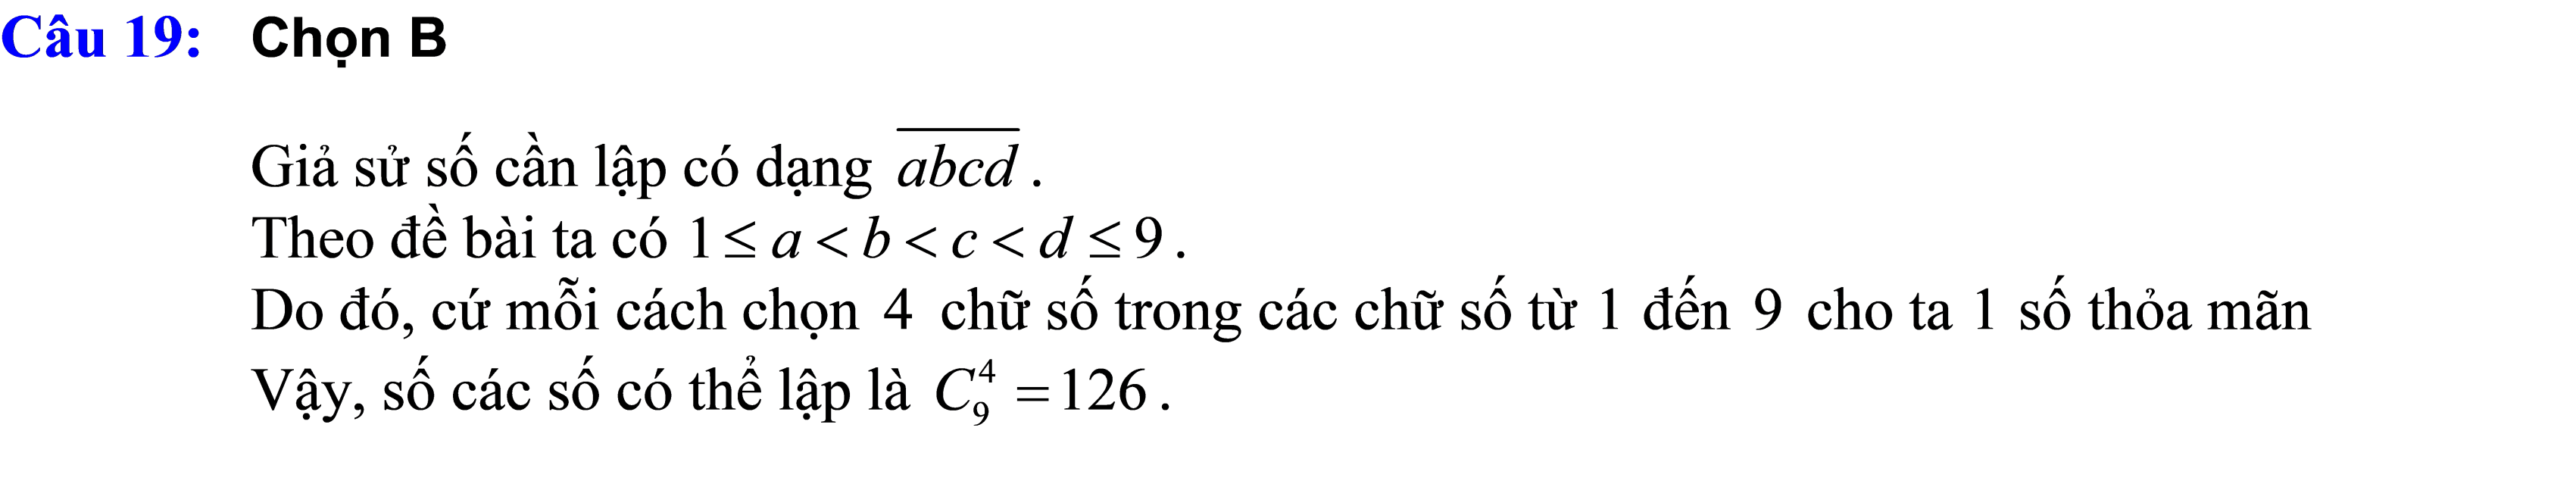 Câu 19: Chọn B
Giả sử số cần lập có dạng \overline{abcd}.
Theo đề bài ta có 1 ≤ a < b < c < d ≤ 9.
Do đó, cứ mỗi cách chọn 4 chữ số trong các chữ số từ 1 đến 9 cho ta 1 số thỏa mãn
Vậy, số các số có thể lập là C_9^4 = 126.